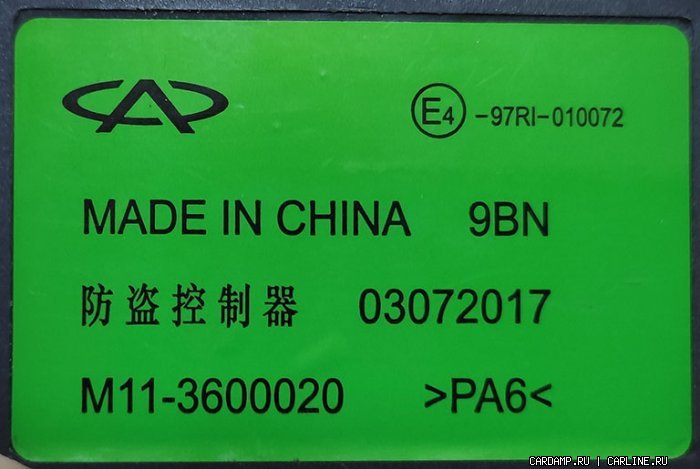 E4 -97RI-010072
MADE IN CHINA 9BN
防盗控制器 03072017
M11-3600020 >PA6<
CARDAMP.RU | CARLINE.RU